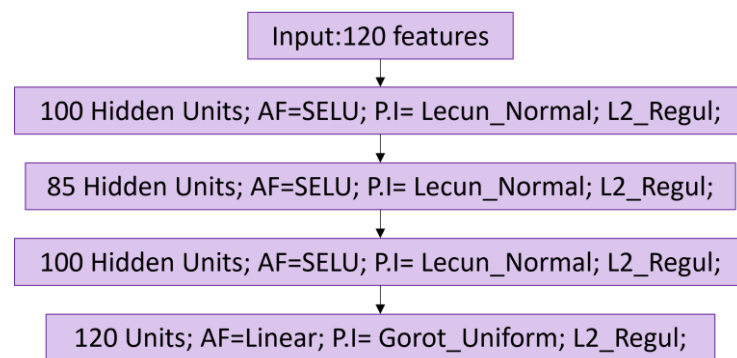 Input:120 features
100 Hidden Units; AF=SELU; P.I= Lecun_Normal; L2_Regul;
85 Hidden Units; AF=SELU; P.I= Lecun_Normal; L2_Regul;
100 Hidden Units; AF=SELU; P.I= Lecun_Normal; L2_Regul;
120 Units; AF=Linear; P.I= Gorot_Uniform; L2_Regul;